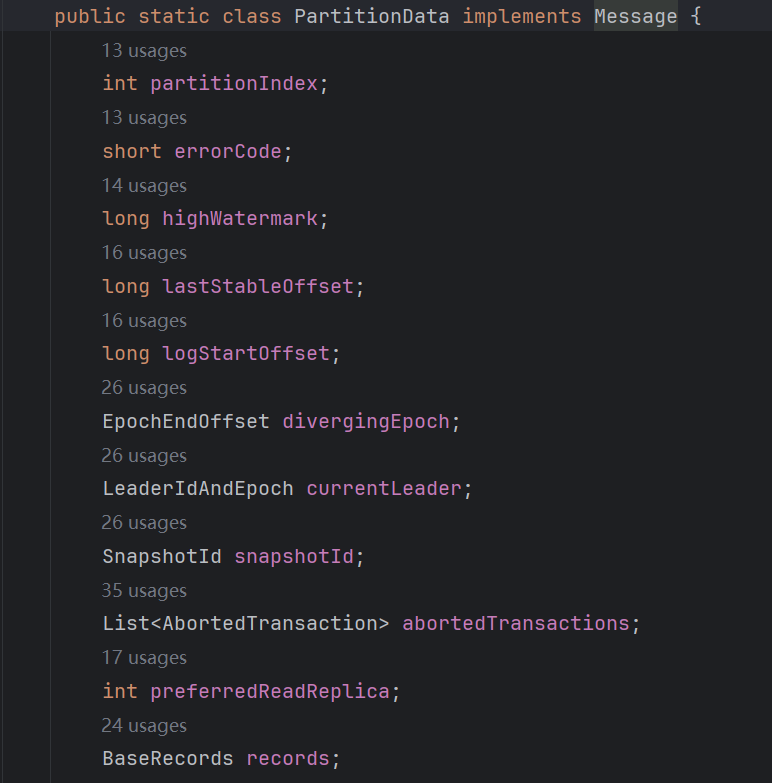 public static class PartitionData implements Message {
13 usages
int partitionIndex;
13 usages
short errorCode;
14 usages
long highWatermark;
16 usages
long lastStableOffset;
16 usages
long logStartOffset;
26 usages
EpochEndOffset divergingEpoch;
26 usages
LeaderIdAndEpoch currentLeader;
26 usages
SnapshotId snapshotId;
35 usages
List<AbortedTransaction> abortedTransactions;
17 usages
int preferredReadReplica;
24 usages
BaseRecords records;